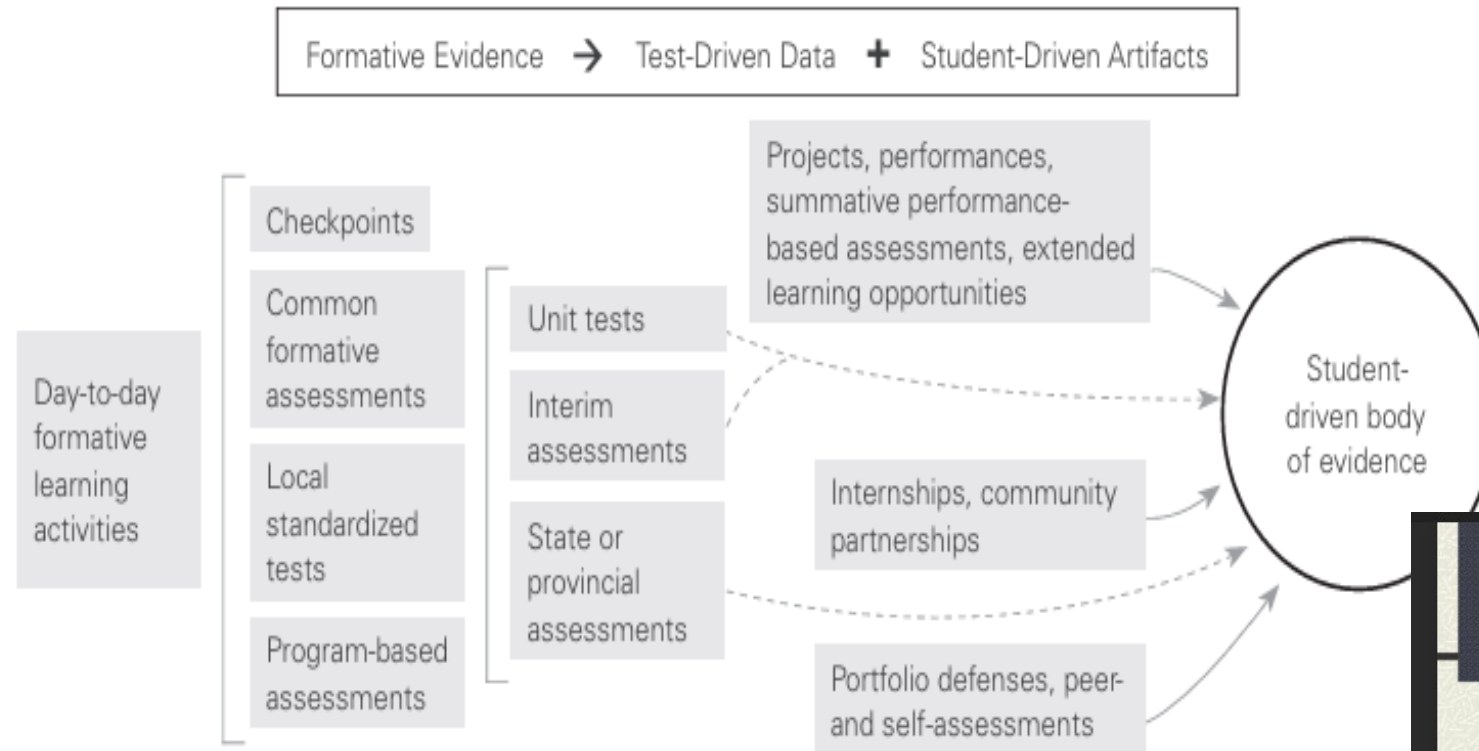 Formative Evidence → Test-Driven Data + Student-Driven Artifacts
Day-to-day
formative
learning
activities
Checkpoints
Common
formative
assessments
Local
standardized
tests
Program-based
assessments
Unit tests
Interim
assessments
State or
provincial
assessments
Projects, performances,
summative performance-
based assessments, extended
learning opportunities
Internships, community
partnerships
Portfolio defenses, peer-
and self-assessments
Student-
driven body
of evidence